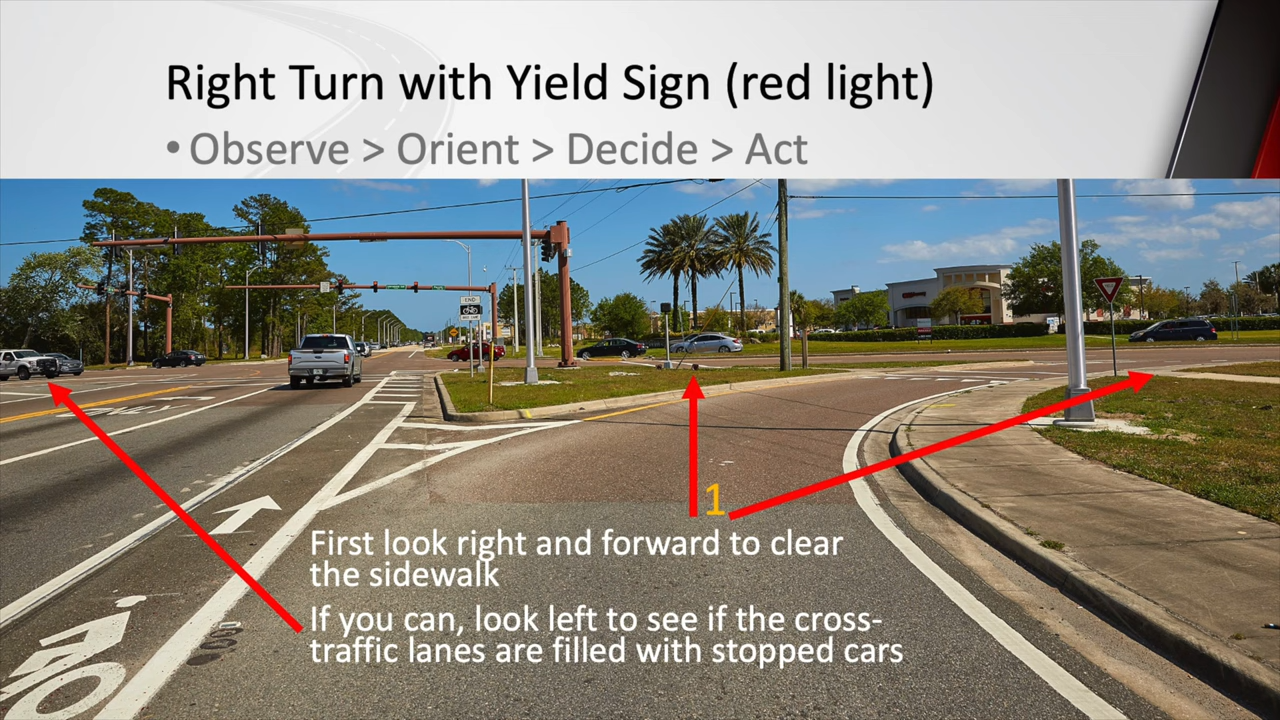 Right Turn with Yield Sign (red light)
• Observe > Orient > Decide > Act
END
1
First look right and forward to clear
the sidewalk
If you can, look left to see if the cross-
traffic lanes are filled with stopped cars